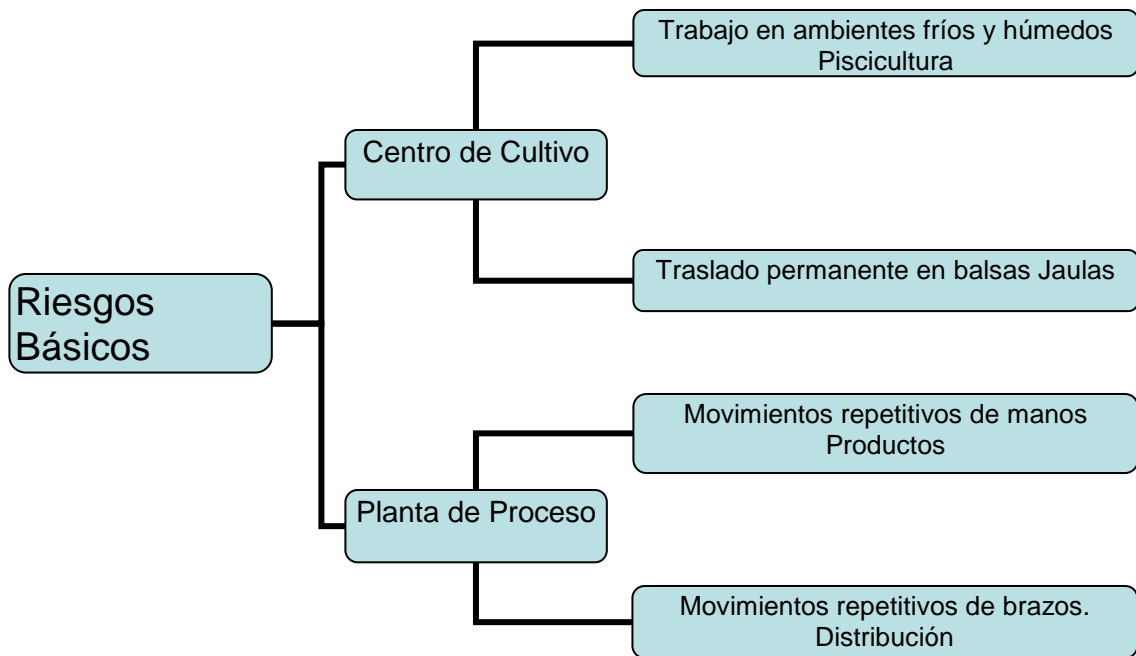 Trabajo en ambientes fríos y húmedos
Piscicultura
Centro de Cultivo
Traslado permanente en balsas Jaulas
Riesgos
Básicos
Movimientos repetitivos de manos
Productos
Planta de Proceso
Movimientos repetitivos de brazos.
Distribución